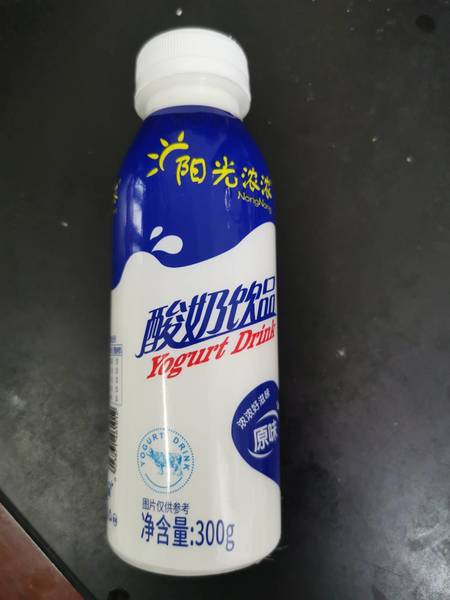 阳光浓浓
NongNong
酸奶饮品
Yogurt Drink
浓浓好滋味
原味
YOGURT DRINK
图片仅供参考
净含量:300g